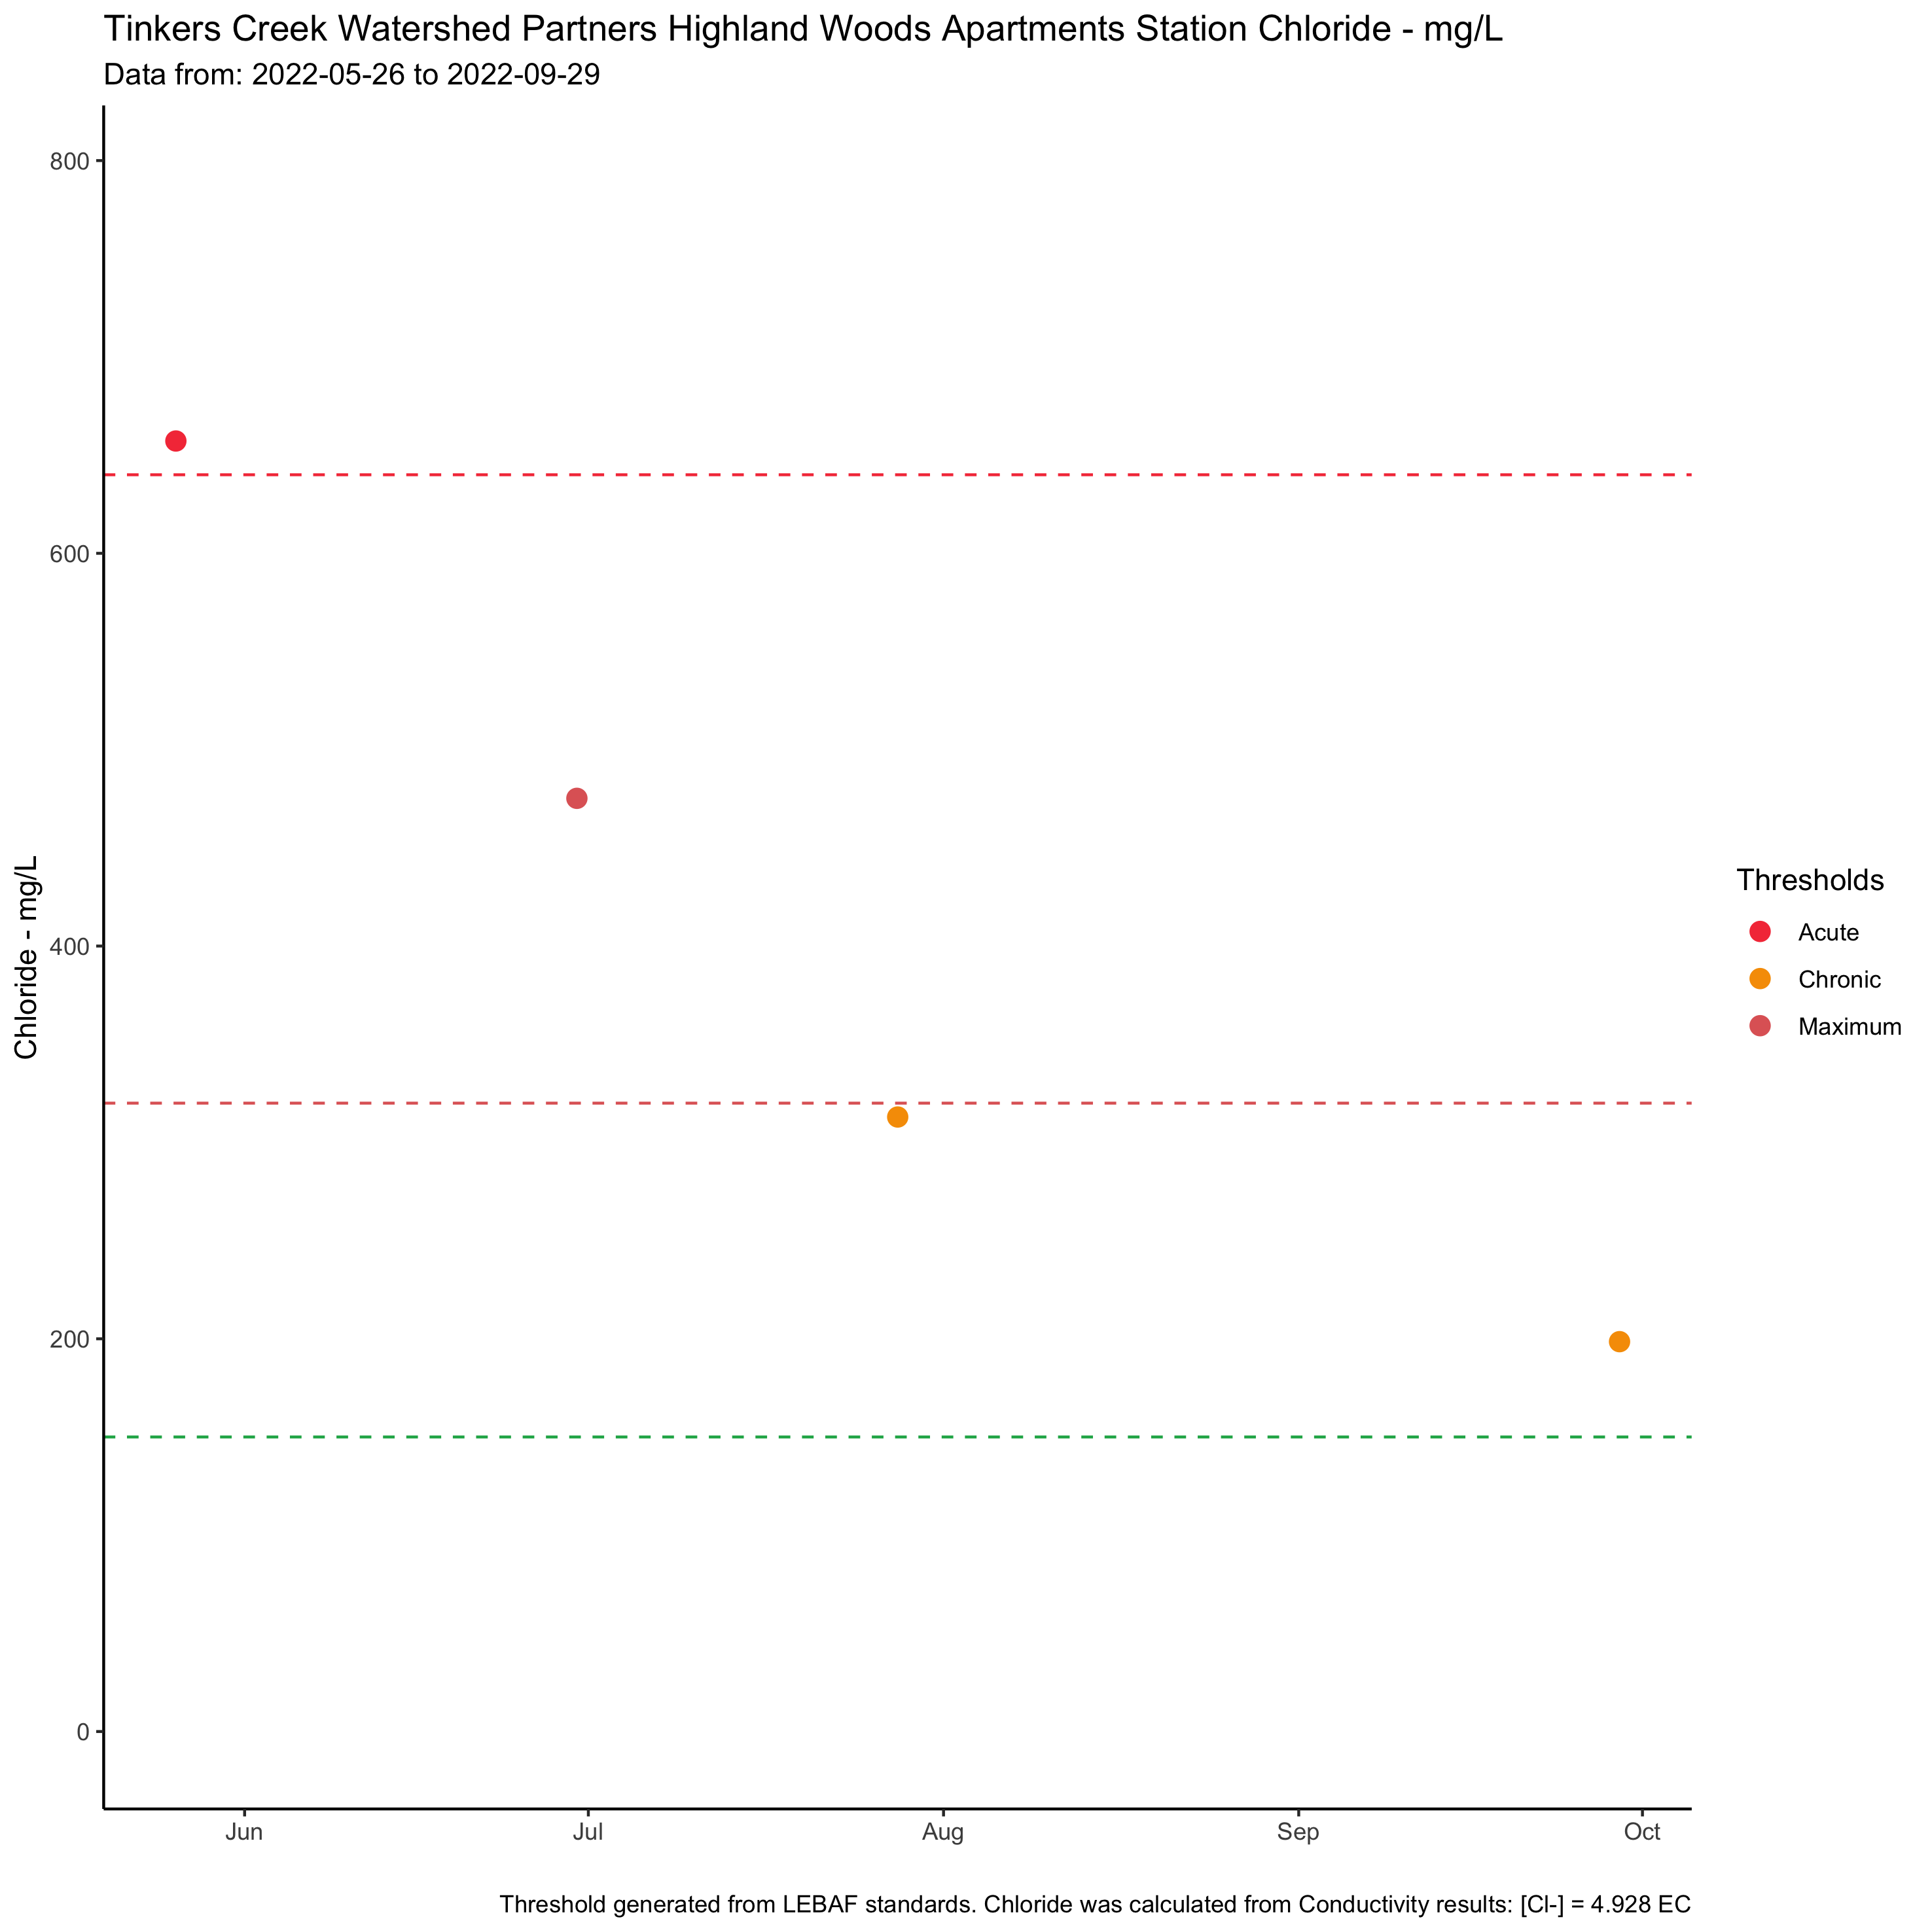 Tinkers Creek Watershed Partners Highland Woods Apartments Station Chloride - mg/L
Data from: 2022-05-26 to 2022-09-29
Chloride - mg/L
800
600
400
200
0
Jun
Jul
Aug
Sep
Oct
Thresholds
Acute
Chronic
Maximum
Threshold generated from LEBAF standards. Chloride was calculated from Conductivity results: [Cl-] = 4.928 EC